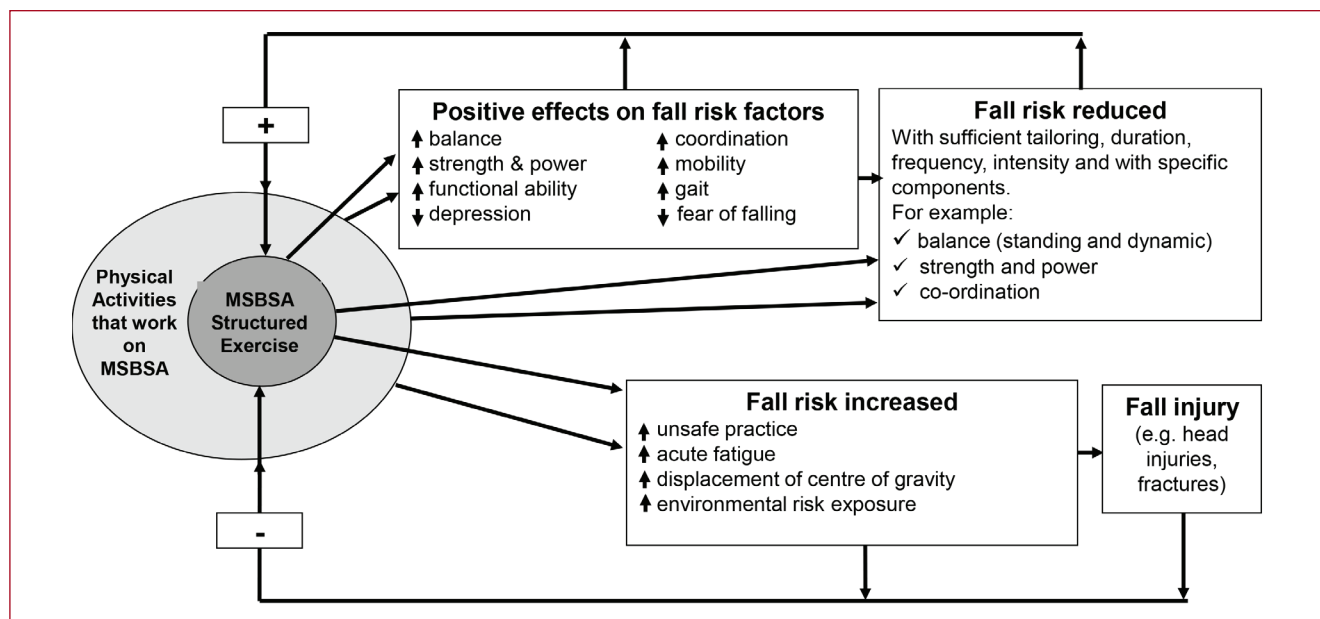 +
Positive effects on fall risk factors
↑ balance
↑ strength & power
↑ functional ability
↓ depression
↑ coordination
↑ mobility
↑ gait
↓ fear of falling
Fall risk reduced
With sufficient tailoring, duration,
frequency, intensity and with specific
components.
For example:
✓ balance (standing and dynamic)
✓ strength and power
✓ co-ordination
Physical
Activities
that work
on
MSBSA
MSBSA
Structured
Exercise
Fall risk increased
↑ unsafe practice
↑ acute fatigue
↑ displacement of centre of gravity
↑ environmental risk exposure
Fall injury
(e.g. head
injuries,
fractures)
-